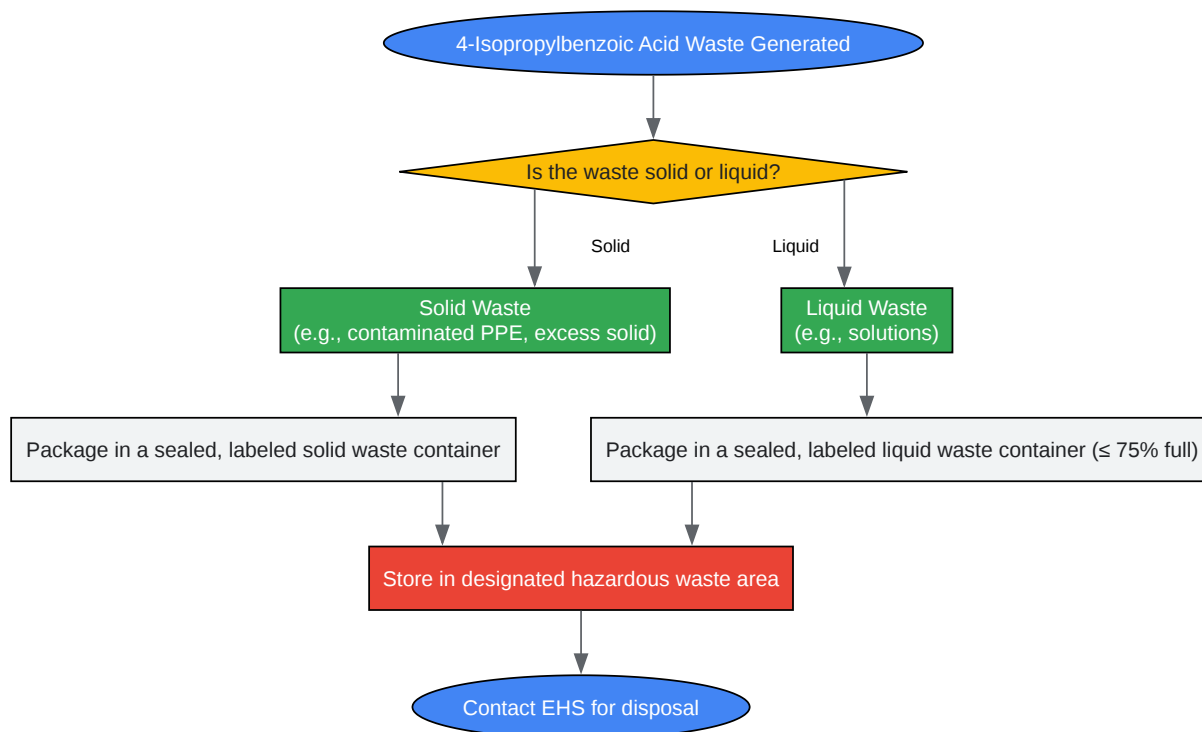 4-Isopropylbenzoic Acid Waste Generated
Is the waste solid or liquid?
Solid
Liquid
Solid Waste
(e.g., contaminated PPE, excess solid)
Liquid Waste
(e.g., solutions)
Package in a sealed, labeled solid waste container
Package in a sealed, labeled liquid waste container (≤ 75% full)
Store in designated hazardous waste area
Contact EHS for disposal